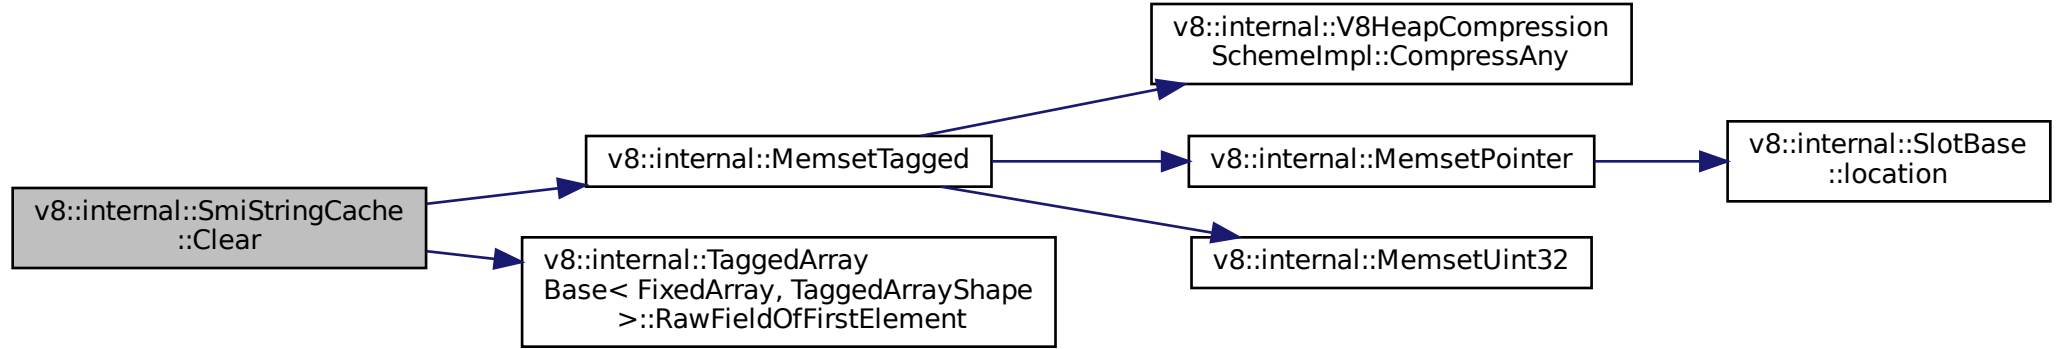 v8::internal::SmiStringCache
::Clear
v8::internal::MemsetTagged
v8::internal::V8HeapCompression
SchemeImpl::CompressAny
v8::internal::MemsetPointer
v8::internal::SlotBase
::location
v8::internal::MemsetUint32
v8::internal::TaggedArray
Base< FixedArray, TaggedArrayShape
>::RawFieldOfFirstElement